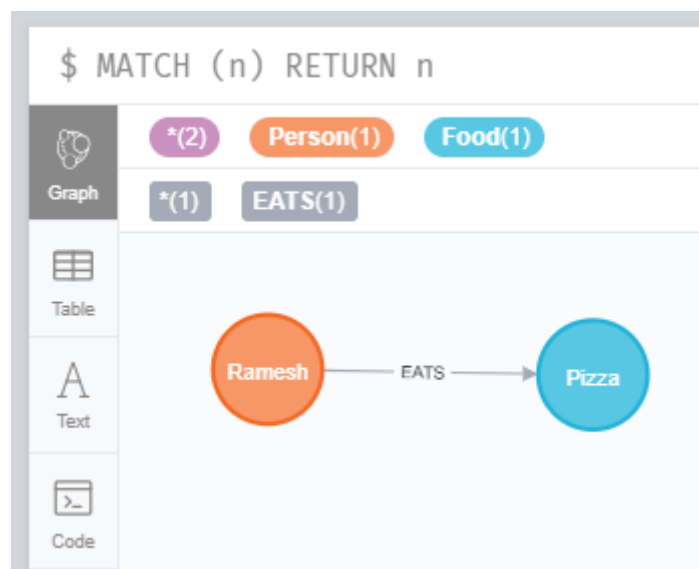 $ MATCH (n) RETURN n
*(2) Person(1) Food(1)
Graph
*(1) EATS(1)
Table
Ramesh EATS Pizza
Text
Code